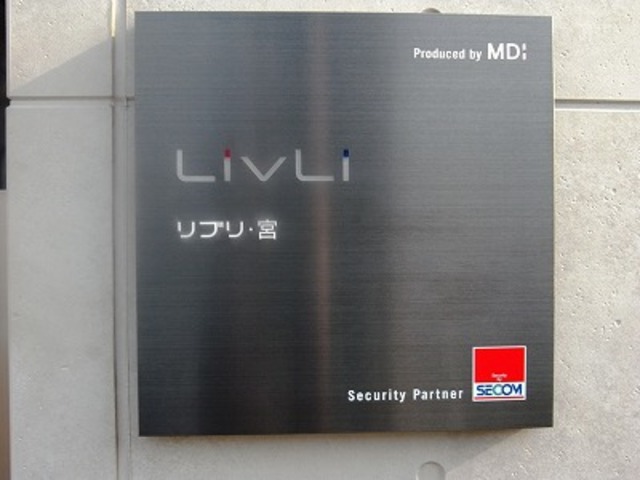 Produced by MDi
LivLi
リブリ・宮
Security Partner
SECOM